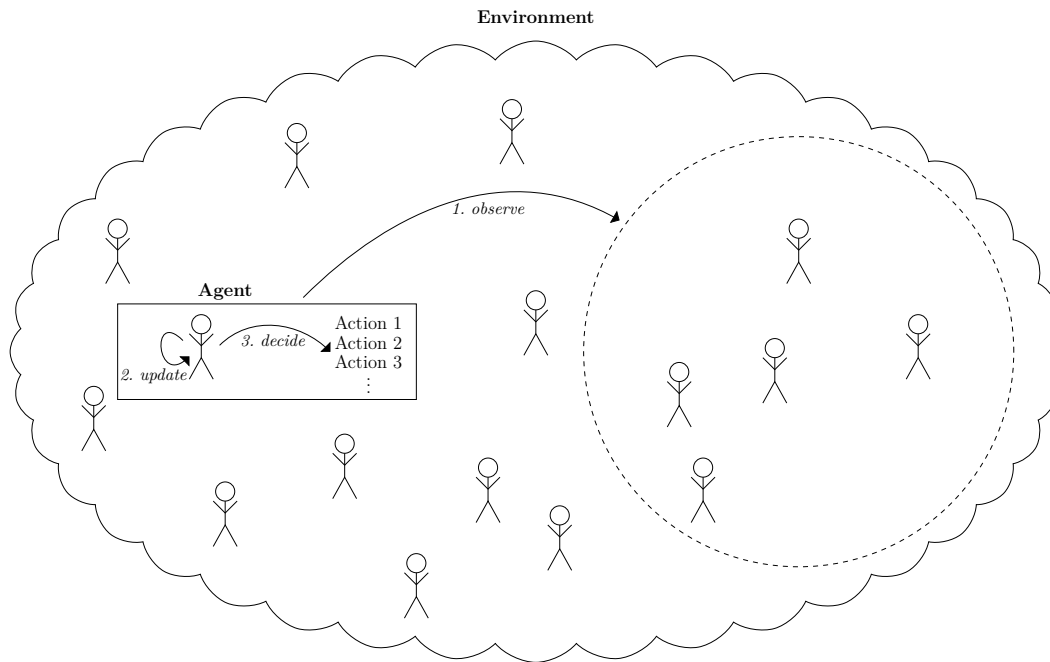 Environment
1. observe
Agent
Action 1
3. decide
Action 2
Action 3
2. update
⋮